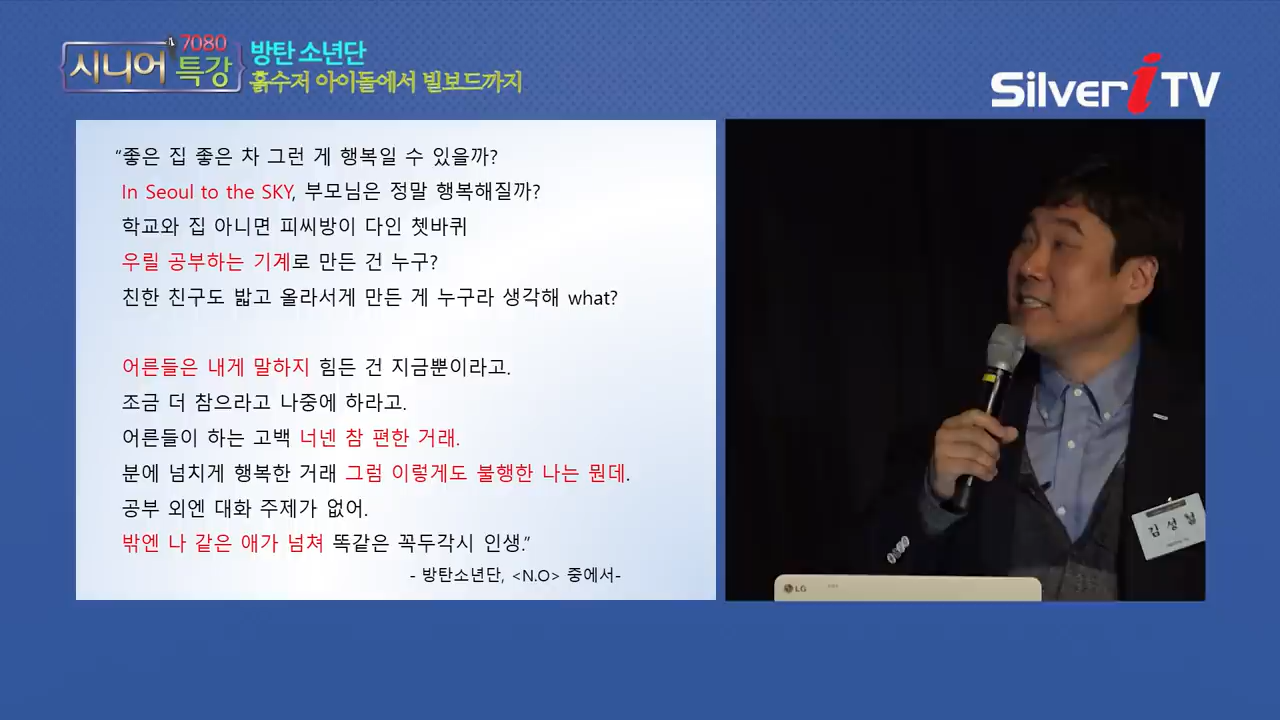 7080
시니어 특강
방탄 소년단
흙수저 아이돌에서 빌보드까지
Silver i TV
“좋은 집 좋은 차 그런 게 행복일 수 있을까?
In Seoul to the SKY, 부모님은 정말 행복해질까?
학교와 집 아니면 피씨방이 다인 쳇바퀴
우릴 공부하는 기계로 만든 건 누구?
친한 친구도 밟고 올라서게 만든 게 누구라 생각해 what?
어른들은 내게 말하지 힘든 건 지금뿐이라고.
조금 더 참으라고 나중에 하라고.
어른들이 하는 고백 너넨 참 편한 거래.
분에 넘치게 행복한 거래 그럼 이렇게도 불행한 나는 뭔데.
공부 외엔 대화 주제가 없어.
밖엔 나 같은 애가 넘쳐 똑같은 꼭두각시 인생.”
- 방탄소년단, <N.O> 중에서-
김 성
LG